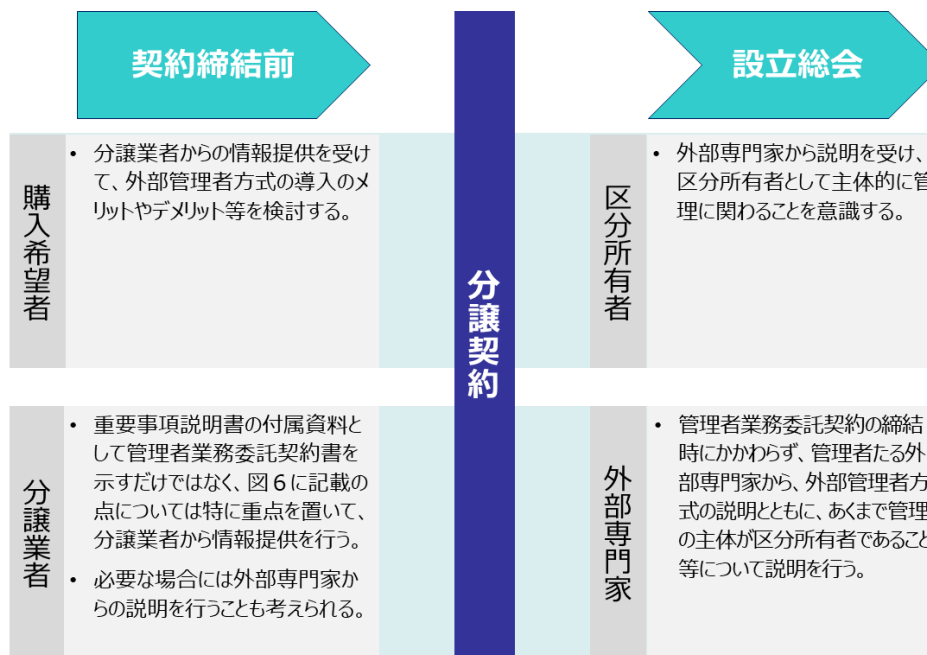 契約締結前
設立総会
分譲契約
購入希望者
• 分譲業者からの情報提供を受け
て、外部管理者方式の導入のメ
リットやデメリット等を検討する。
区分所有者
• 外部専門家から説明を受け、
区分所有者として主体的に管
理に関わることを意識する。
分譲業者
• 重要事項説明書の付属資料と
して管理者業務委託契約書を
示すだけではなく、図6に記載の
点については特に重点を置いて、
分譲業者から情報提供を行う。
• 必要な場合には外部専門家か
らの説明を行うことも考えられる。
外部専門家
• 管理者業務委託契約の締結
時にかかわらず、管理者たる外
部専門家から、外部管理者方
式の説明とともに、あくまで管理
の主体が区分所有者であること
等について説明を行う。